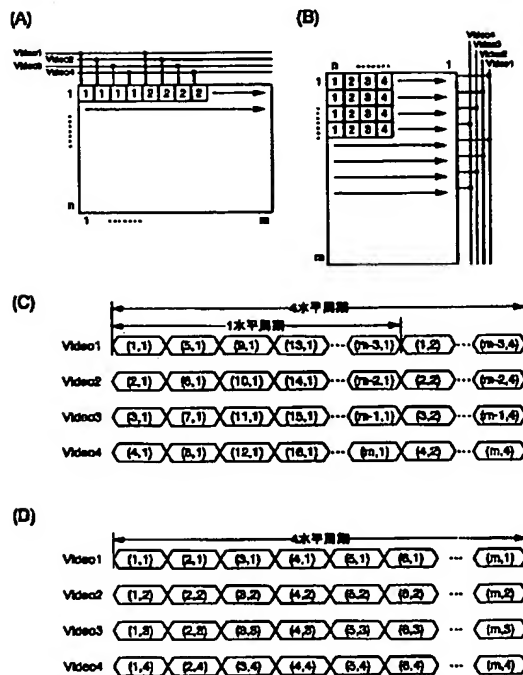 (A)
Video1
Video2
Video3
Video4
1 1 1 1 1 2 2 2 2
n
1 ········ m
(B)
Video4
Video3
Video2
Video1
n ········ 1
1 1 2 3 4
1 2 3 4
1 2 3 4
1 2 3 4
m
(C)
4水平周期
1水平周期
Video1 (1,1) (5,1) (9,1) (13,1) ··· (m-3,1) (1,2) ··· (m-3,4)
Video2 (2,1) (6,1) (10,1) (14,1) ··· (m-2,1) (2,2) ··· (m-2,4)
Video3 (3,1) (7,1) (11,1) (15,1) ··· (m-1,1) (3,2) ··· (m-1,4)
Video4 (4,1) (8,1) (12,1) (16,1) ··· (m,1) (4,2) ··· (m,4)
(D)
4水平周期
Video1 (1,1) (2,1) (3,1) (4,1) (5,1) (6,1) ··· (m,1)
Video2 (1,2) (2,2) (3,2) (4,2) (5,2) (6,2) ··· (m,2)
Video3 (1,3) (2,3) (3,3) (4,3) (5,3) (6,3) ··· (m,3)
Video4 (1,4) (2,4) (3,4) (4,4) (5,4) (6,4) ··· (m,4)